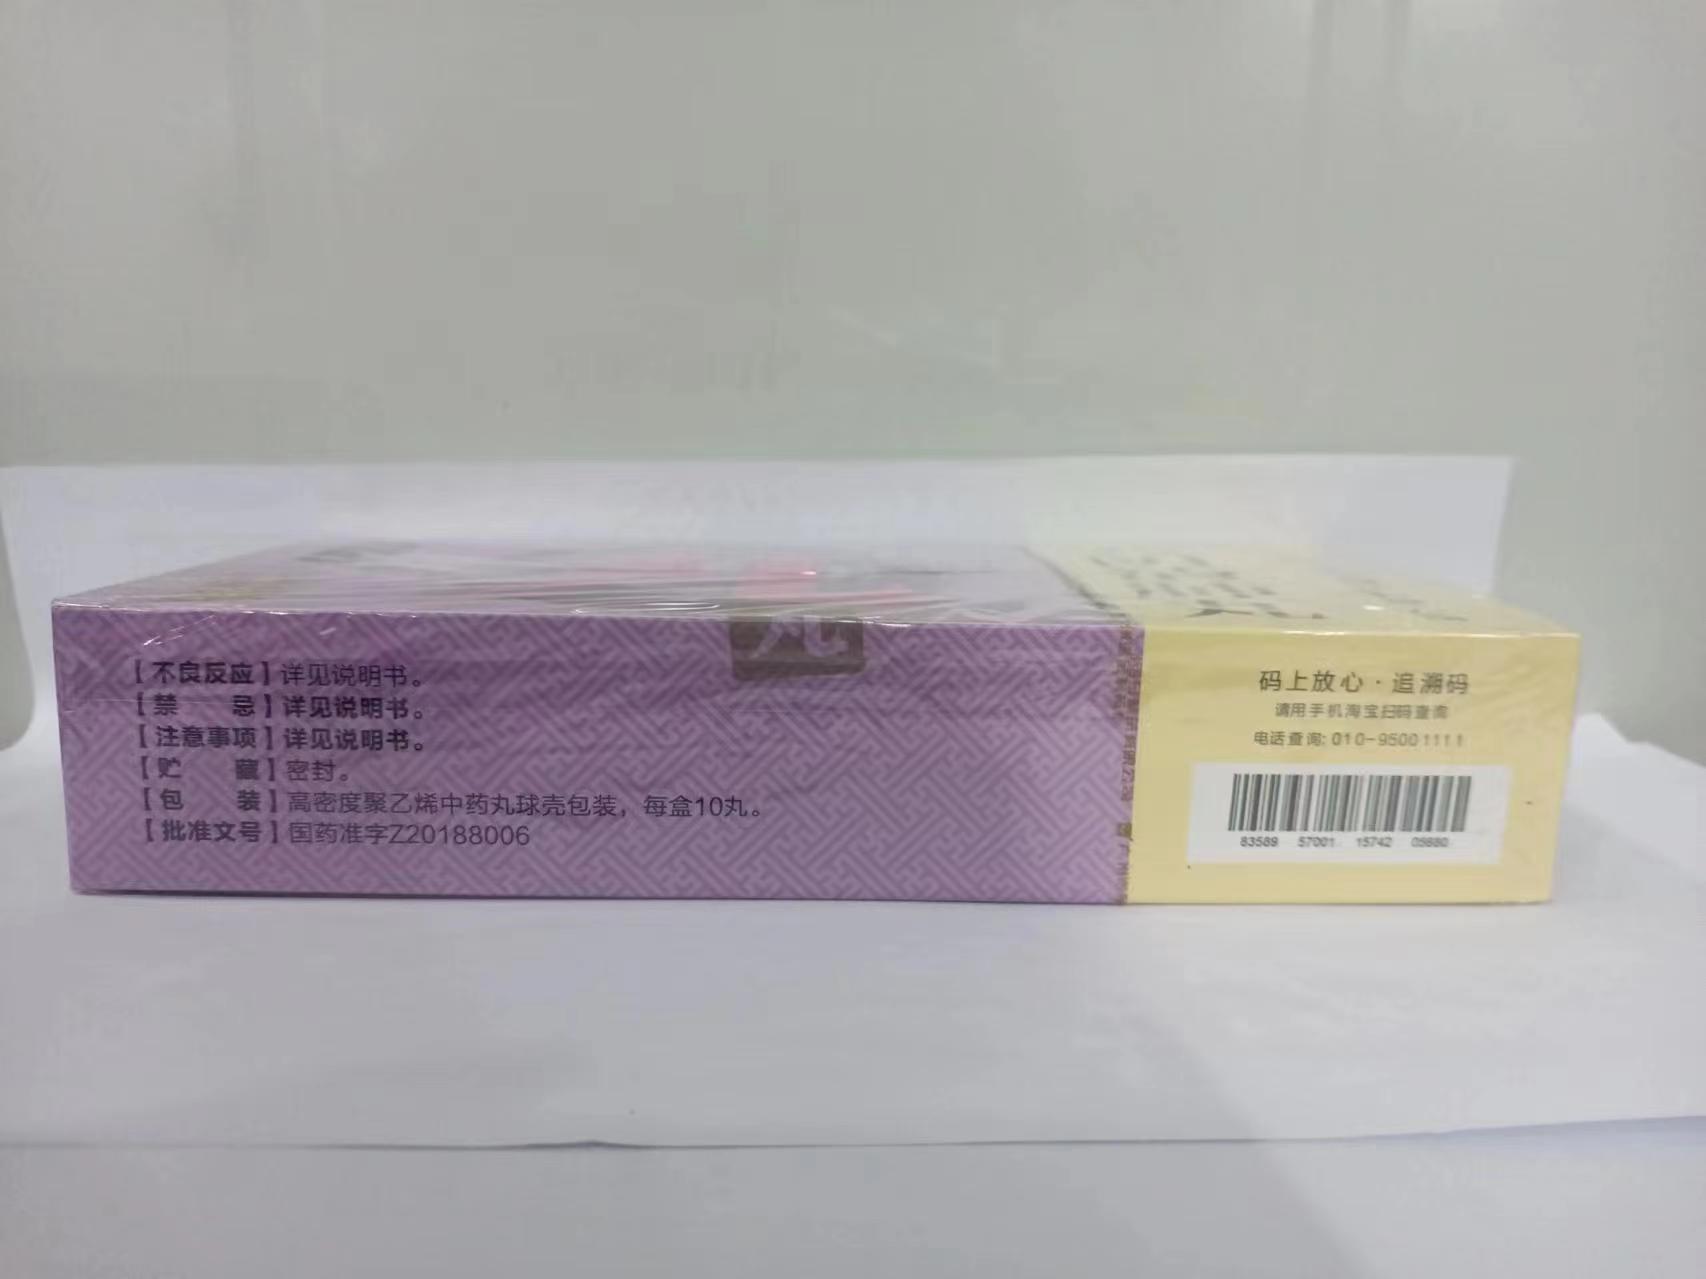 丸
【不良反应】详见说明书。
【禁 忌】详见说明书。
【注意事项】详见说明书。
【贮 藏】密封。
【包 装】高密度聚乙烯中药丸球壳包装，每盒10丸。
【批准文号】国药准字Z20188006
码上放心·追溯码
请用手机淘宝扫码查询
电话查询: 010-95001111
83589 57001 15742 05880